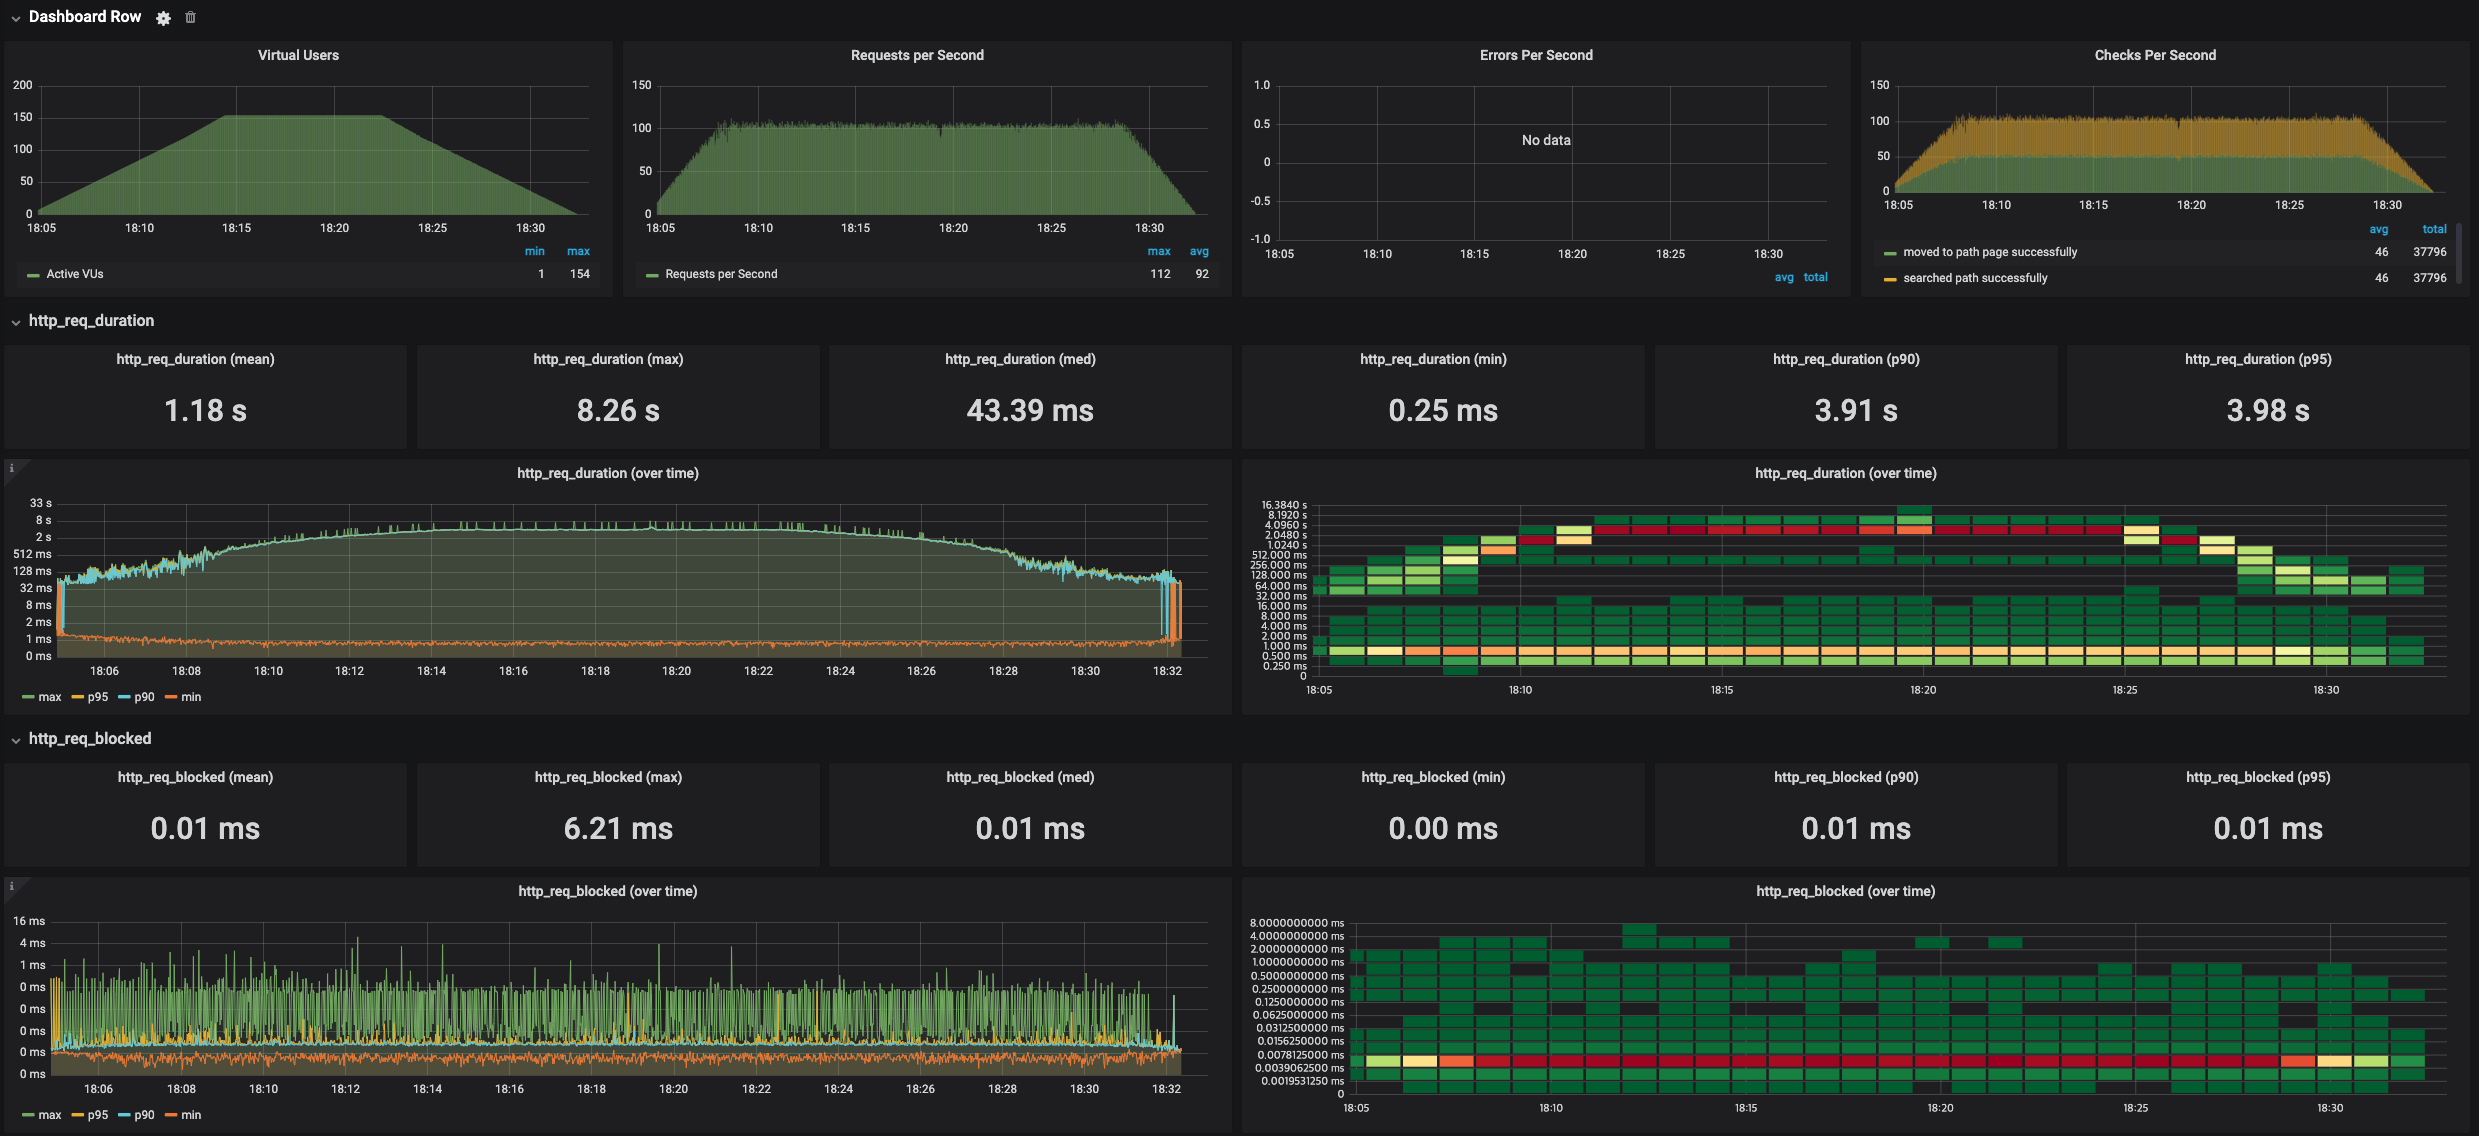 Dashboard Row
Virtual Users
200
150
100
50
0
18:05 18:10 18:15 18:20 18:25 18:30
min max
Active VUs 1 154
Requests per Second
150
100
50
0
18:05 18:10 18:15 18:20 18:25 18:30
max avg
Requests per Second 112 92
Errors Per Second
1.0
0.5
0
-0.5
-1.0
No data
18:05 18:10 18:15 18:20 18:25 18:30
avg total
Checks Per Second
150
100
50
0
18:05 18:10 18:15 18:20 18:25 18:30
avg total
moved to path page successfully 46 37796
searched path successfully 46 37796
http_req_duration
http_req_duration (mean)
1.18 s
http_req_duration (max)
8.26 s
http_req_duration (med)
43.39 ms
http_req_duration (min)
0.25 ms
http_req_duration (p90)
3.91 s
http_req_duration (p95)
3.98 s
i
http_req_duration (over time)
33 s
8 s
2 s
512 ms
128 ms
32 ms
8 ms
2 ms
1 ms
0 ms
18:06 18:08 18:10 18:12 18:14 18:16 18:18 18:20 18:22 18:24 18:26 18:28 18:30 18:32
max p95 p90 min
http_req_duration (over time)
16.3840 s
8.1920 s
4.0960 s
2.0480 s
1.0240 s
512.000 ms
256.000 ms
128.000 ms
64.000 ms
32.000 ms
16.000 ms
8.000 ms
4.000 ms
2.000 ms
1.000 ms
0.500 ms
0.250 ms
0
18:05 18:10 18:15 18:20 18:25 18:30
http_req_blocked
http_req_blocked (mean)
0.01 ms
http_req_blocked (max)
6.21 ms
http_req_blocked (med)
0.01 ms
http_req_blocked (min)
0.00 ms
http_req_blocked (p90)
0.01 ms
http_req_blocked (p95)
0.01 ms
i
http_req_blocked (over time)
16 ms
4 ms
1 ms
0 ms
0 ms
0 ms
0 ms
0 ms
18:06 18:08 18:10 18:12 18:14 18:16 18:18 18:20 18:22 18:24 18:26 18:28 18:30 18:32
max p95 p90 min
http_req_blocked (over time)
8.0000000000 ms
4.0000000000 ms
2.0000000000 ms
1.0000000000 ms
0.5000000000 ms
0.2500000000 ms
0.1250000000 ms
0.0625000000 ms
0.0312500000 ms
0.0156250000 ms
0.0078125000 ms
0.0039062500 ms
0.0019531250 ms
0
18:05 18:10 18:15 18:20 18:25 18:30